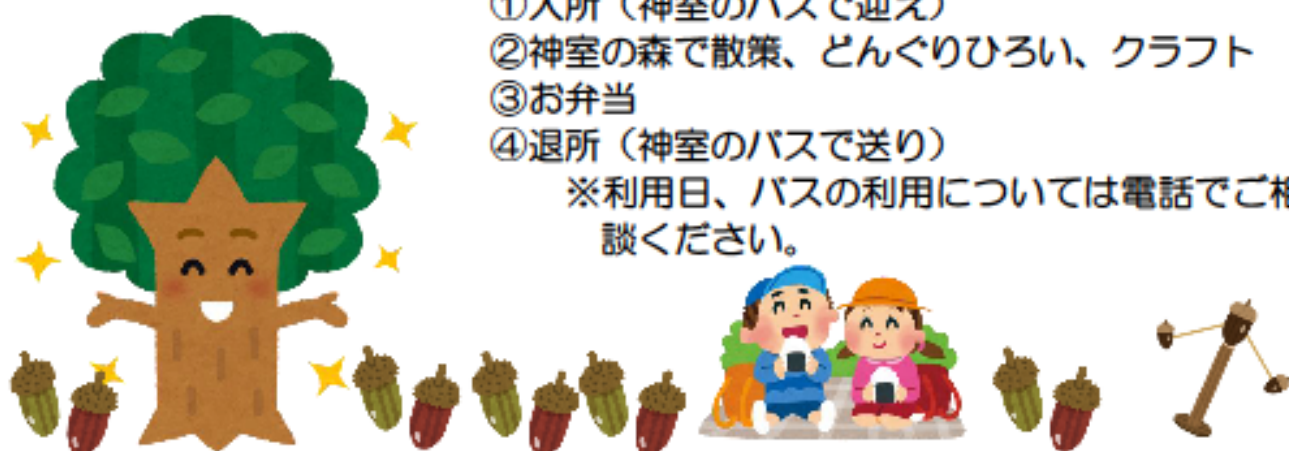 ①入所（神室のバスで迎え）
②神室の森で散策、どんぐりひろい、クラフト
③お弁当
④退所（神室のバスで送り）
※利用日、バスの利用については電話でご相
談ください。